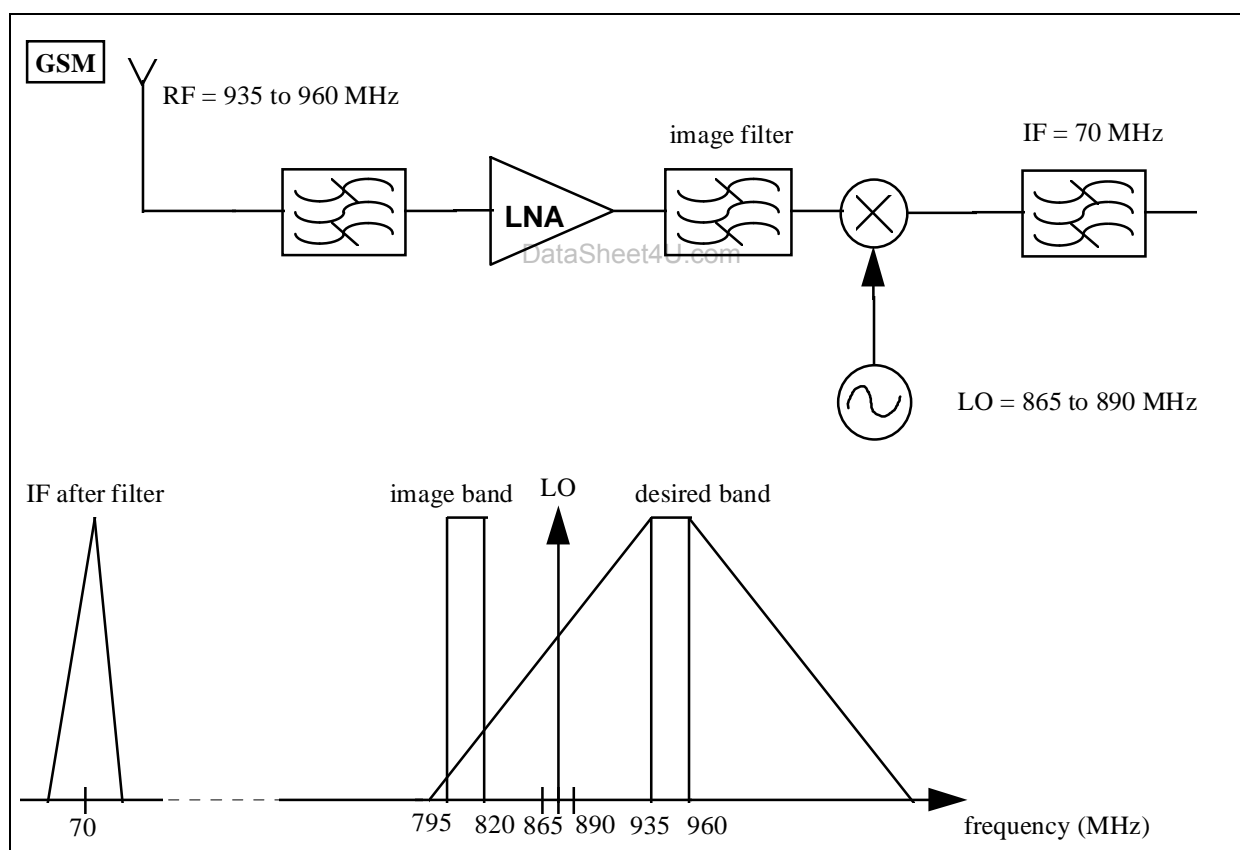 GSM
RF = 935 to 960 MHz
image filter
IF = 70 MHz
LNA
DataSheet4U.com
LO = 865 to 890 MHz
IF after filter
image band
LO
desired band
70
795
820
865
890
935
960
frequency (MHz)